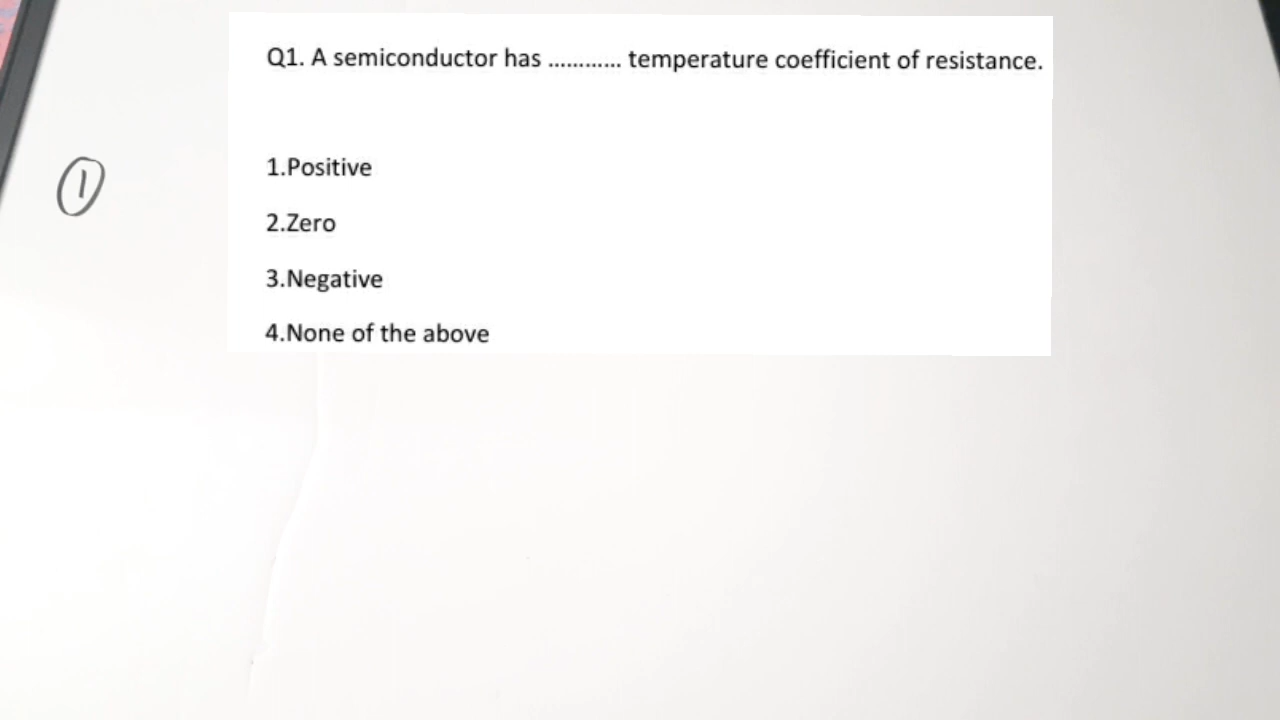 Q1. A semiconductor has ............ temperature coefficient of resistance.
1
1.Positive
2.Zero
3.Negative
4.None of the above